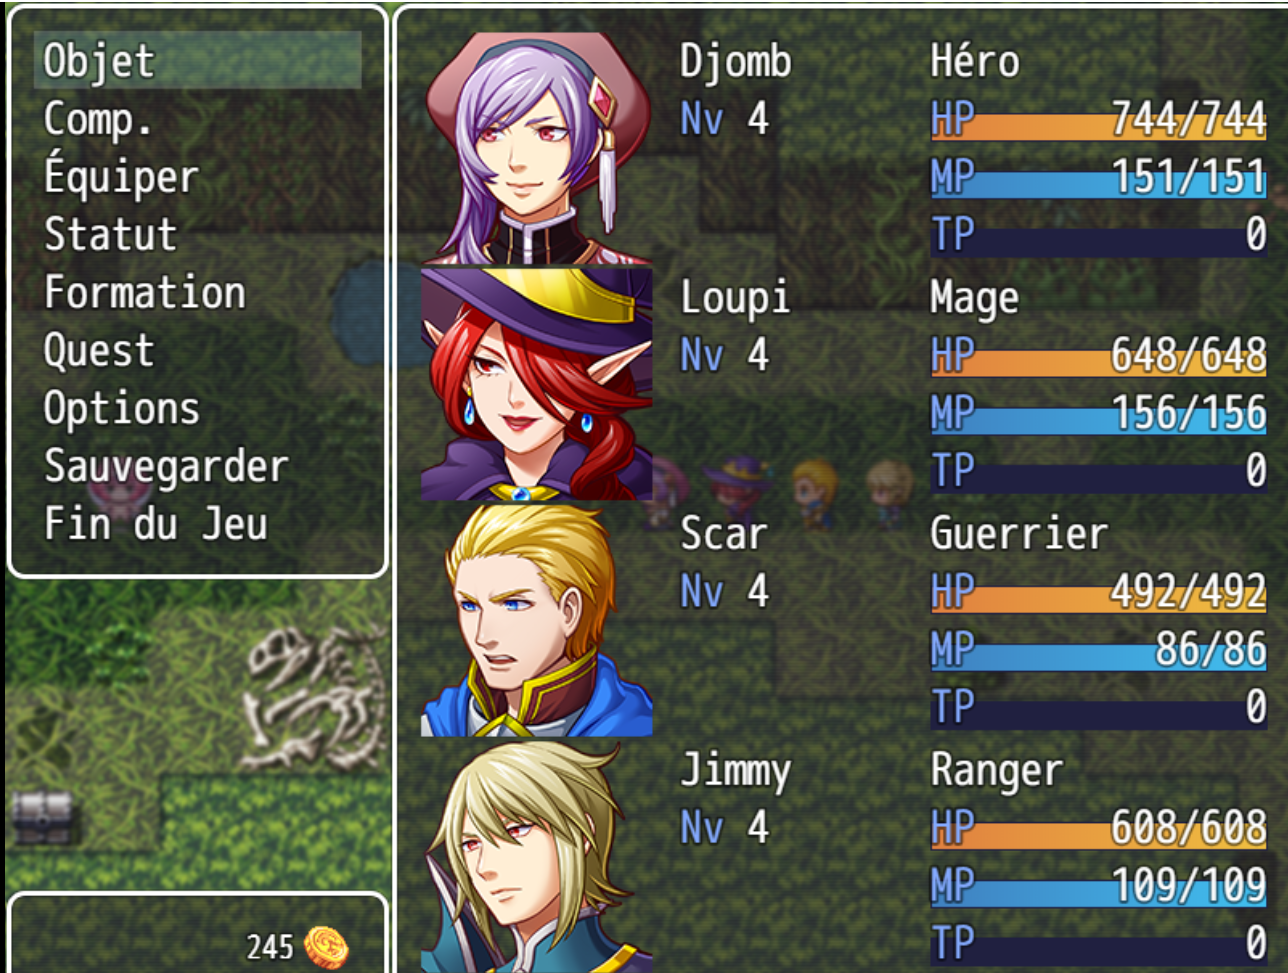 Objet
Comp.
Équiper
Statut
Formation
Quest
Options
Sauvegarder
Fin du Jeu
245
Djomb Héro
Nv 4 HP 744/744
MP 151/151
TP 0
Loupi Mage
Nv 4 HP 648/648
MP 156/156
TP 0
Scar Guerrier
Nv 4 HP 492/492
MP 86/86
TP 0
Jimmy Ranger
Nv 4 HP 608/608
MP 109/109
TP 0